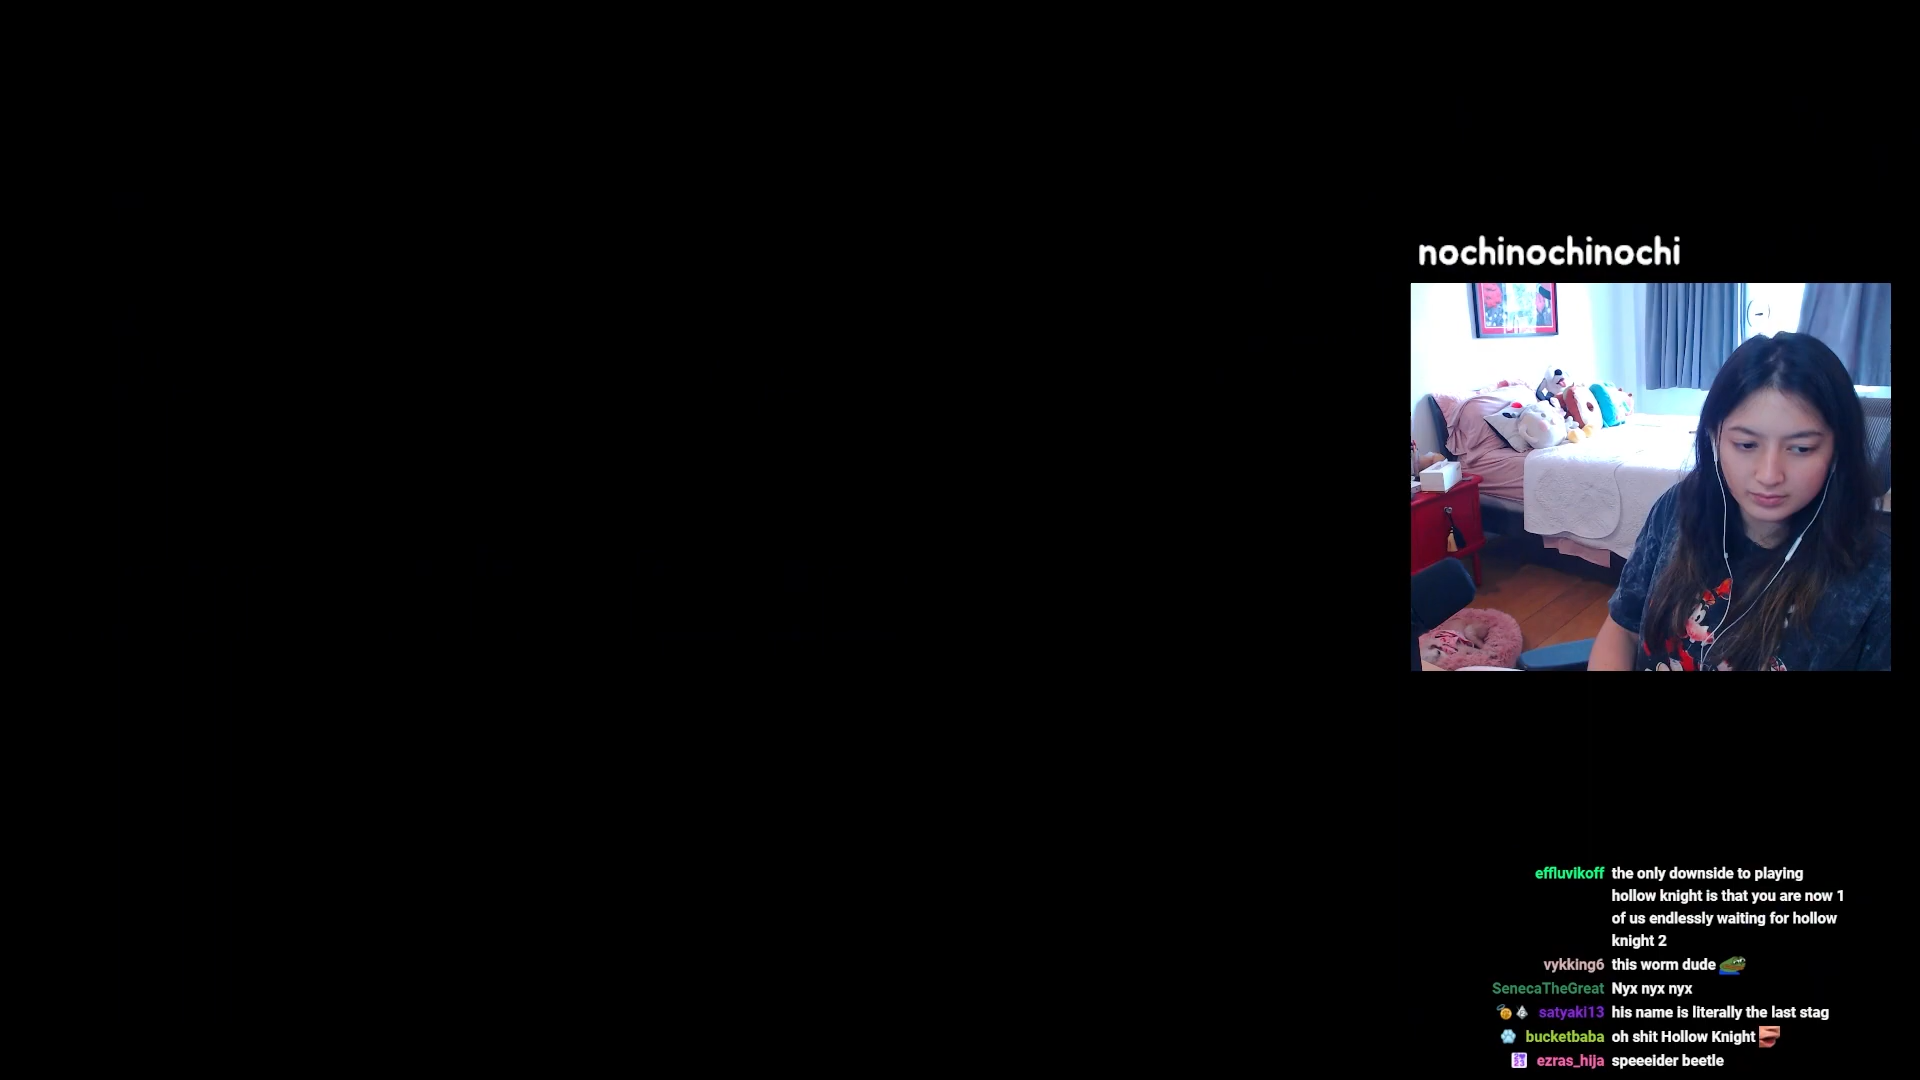 nochinochinochi
effluvikoff the only downside to playing
hollow knight is that you are now 1
of us endlessly waiting for hollow
knight 2
vykking6 this worm dude
SenecaTheGreat Nyx nyx nyx
satyaki13 his name is literally the last stag
bucketbaba oh shit Hollow Knight
ezras_hija speeeider beetle